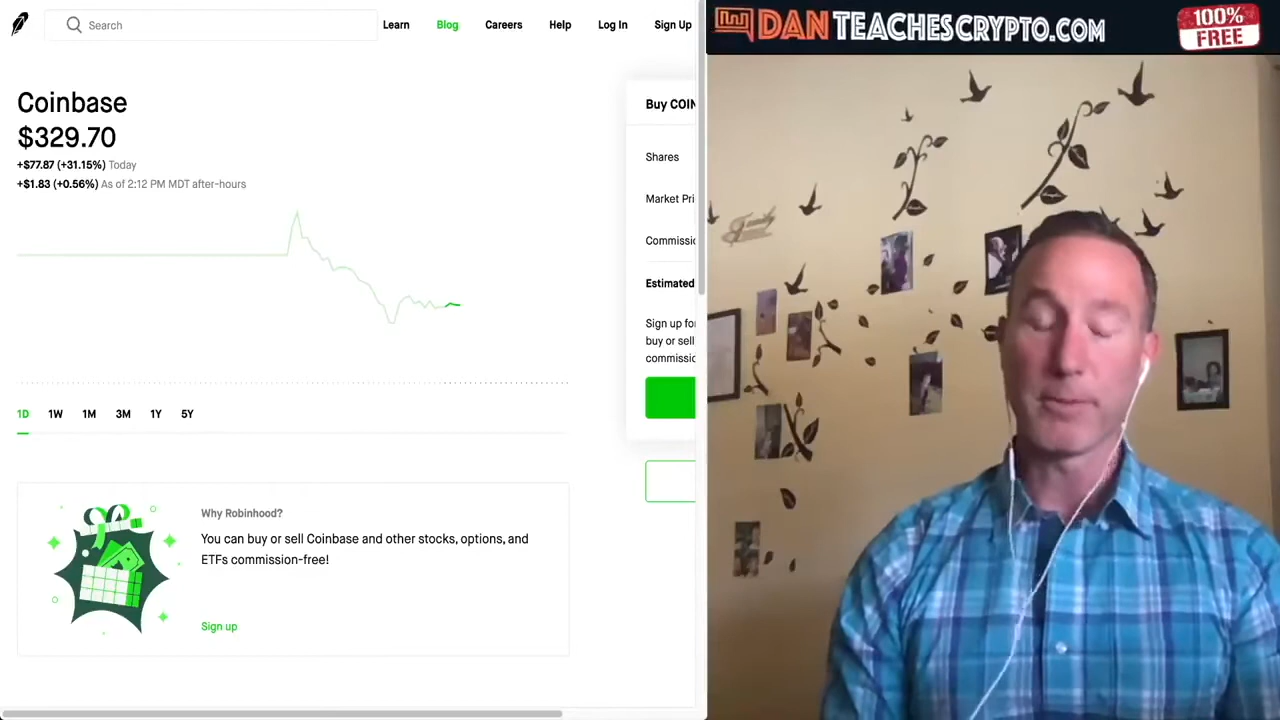 Search
Learn
Blog
Careers
Help
Log In
Sign Up
Coinbase
$329.70
+$77.87 (+31.15%) Today
+$1.83 (+0.56%) As of 2:12 PM MDT after-hours
1D
1W
1M
3M
1Y
5Y
Why Robinhood?
You can buy or sell Coinbase and other stocks, options, and
ETFs commission-free!
Sign up
Buy COIN
Shares
Market Pri
Commissio
Estimated
Sign up for
buy or sell
commissio
DANTEACHESCRYPTO.COM
100%
FREE
Family